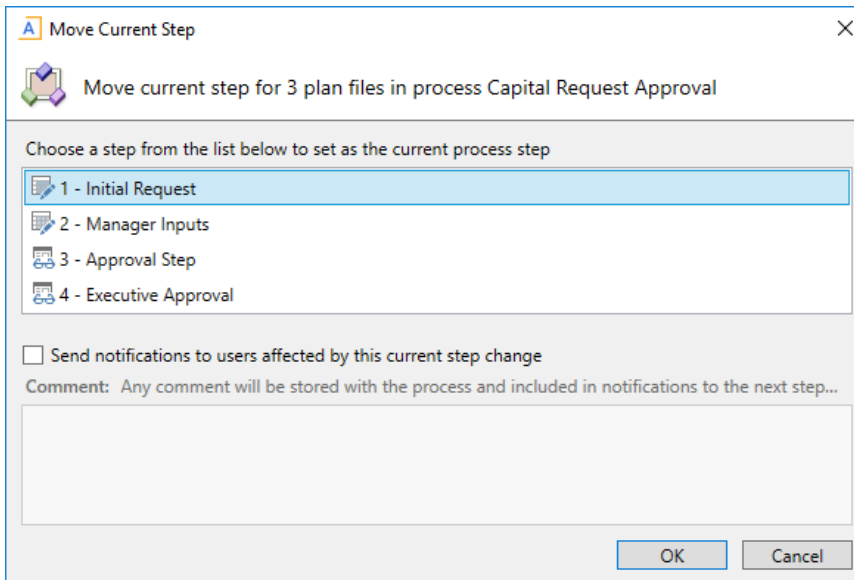 A Move Current Step
Move current step for 3 plan files in process Capital Request Approval
Choose a step from the list below to set as the current process step
1 - Initial Request
2 - Manager Inputs
3 - Approval Step
4 - Executive Approval
Send notifications to users affected by this current step change
Comment: Any comment will be stored with the process and included in notifications to the next step...
OK Cancel